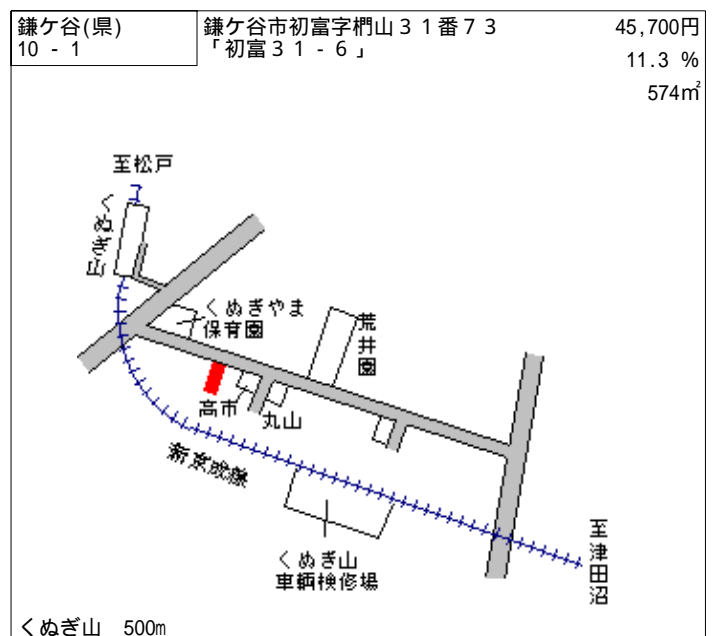 鎌ケ谷(県)
10 - 1
鎌ケ谷市初富字椚山３１番７３
「初富３１－６」
45,700円
11.3 %
574㎡
至松戸
くぬぎ山
くぬぎやま
保育園
荒井園
高市
丸山
新京成線
くぬぎ山
車輌検修場
至津田沼
くぬぎ山 500m